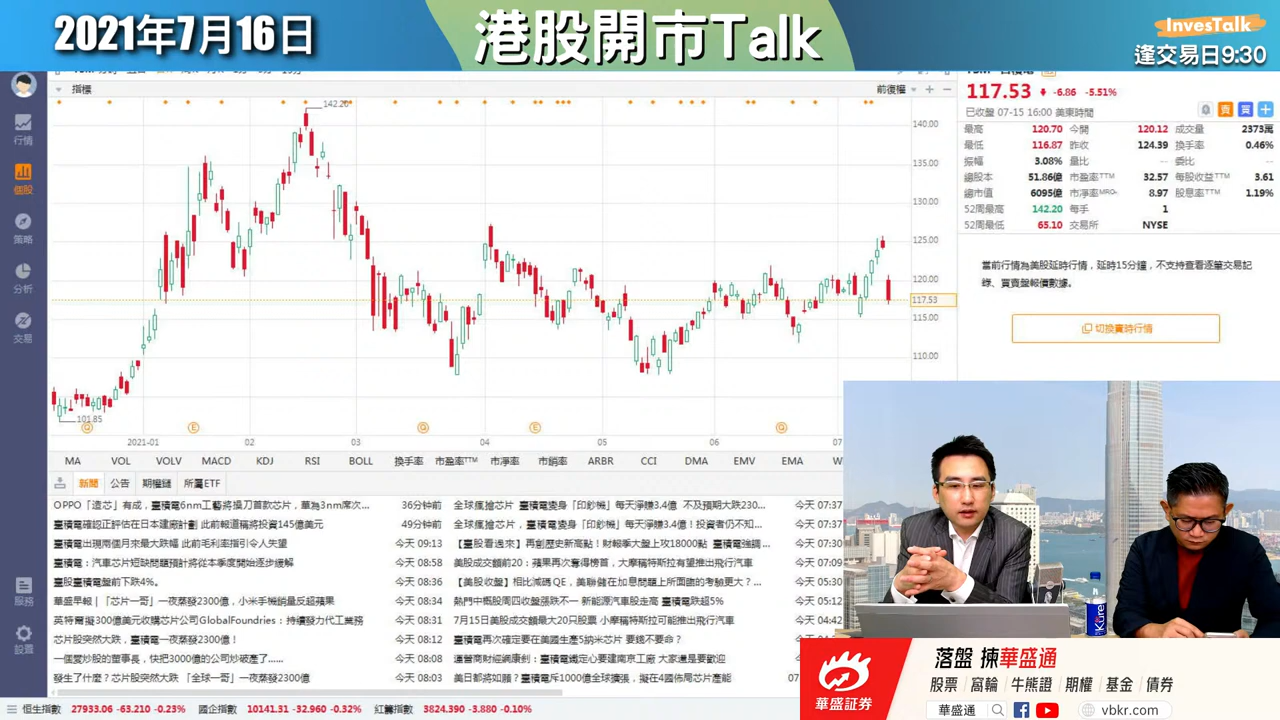 2021年7月16日
港股開市Talk
InvesTalk
逢交易日9:30
指標
前復權
142.20
140.00
135.00
130.00
125.00
120.00
117.53
115.00
110.00
101.85
2021-01 02 03 04 05 06 07
行情
個股
策略
分析
交易
服務
設置
117.53 -6.86 -5.51%
已收盤 07-15 16:00 美東時間
賣 買
最高 120.70 今開 120.12 成交量 2373萬
最低 116.87 昨收 124.39 換手率 0.46%
振幅 3.08% 量比 -- 委比 --
總股本 51.86億 市盈率TTM 32.57 每股收益TTM 3.61
總市值 6095億 市淨率MRQ 8.97 股息率TTM 1.19%
52周最高 142.20 每手 1
52周最低 65.10 交易所 NYSE
當前行情為美股延時行情，延時15分鐘，不支持查看逐筆交易記
錄、買賣盤報價數據。
切換實時行情
MA VOL VOLV MACD KDJ RSI BOLL 換手率 市盈率TTM 市淨率 市銷率 ARBR CCI DMA EMV EMA
新聞 公告 期權鏈 所屬ETF
OPPO「造芯」有成，臺積電6nm工藝將操刀首款芯片，華為3nm席次... 36分鐘前 全球瘋搶芯片 臺積電變身「印鈔機」每天淨賺3.4億 不及預期大跌230... 今天 07:37
臺積電確認正評估在日本建廠計劃 此前報道稱將投資145億美元 49分鐘前 全球瘋搶芯片，臺積電變身「印鈔機」每天淨賺3.4億！投資者仍不知... 今天 07:37
臺積電出現兩個月來最大跌幅 此前毛利率指引令人失望 今天 09:13 【臺股看過來】再創歷史新高點！財報季大盤上攻18000點 臺積電強調... 今天 07:30
臺積電：汽車芯片短缺問題預計將從本季度開始逐步緩解 今天 08:58 美股成交額前20：蘋果再次奪得榜首，大摩稱特斯拉有望推出飛行汽車 今天 07:09
臺股臺積電盤前下跌4%。 今天 08:36 【美股收盤】相比減碼QE，美聯儲在加息問題上所面臨的考驗更大？... 今天 05:30
華盛早報｜「芯片一哥」一夜蒸發2300億，小米手機銷量反超蘋果 今天 08:34 熱門中概股周四收盤漲跌不一 新能源汽車股走高 臺積電跌超5% 今天 05:12
英特爾擬300億美元收購芯片公司GlobalFoundries：持續發力代工業務 今天 08:31 7月15日美股成交額最大20只股票 小摩稱特斯拉可能推出飛行汽車 今天 04:42
芯片股突然大跌，臺積電一夜蒸發2300億！ 今天 08:12 臺積電再次確定要在美國生產5納米芯片 要錢不要命？
一個愛炒股的董事長，快把3000億的公司炒破產了...... 今天 08:08 運營商財經網康釗：臺積電鐵定心要建南京工廠 大家還是要歡迎
發生了什麼？芯片股突然大跌 「全球一哥」一夜蒸發2300億 今天 08:03 美日都將如願？臺積電斥1000億全球擴張，擬在4國佈局芯片產能
恒生指數 27933.06 -63.210 -0.23% 國企指數 10141.31 -32.960 -0.32% 紅籌指數 3824.390 -3.880 -0.10%
華盛証券
落盤 揀華盛通
股票 | 窩輪 | 牛熊證 | 期權 | 基金 | 債券
華盛通
vbkr.com